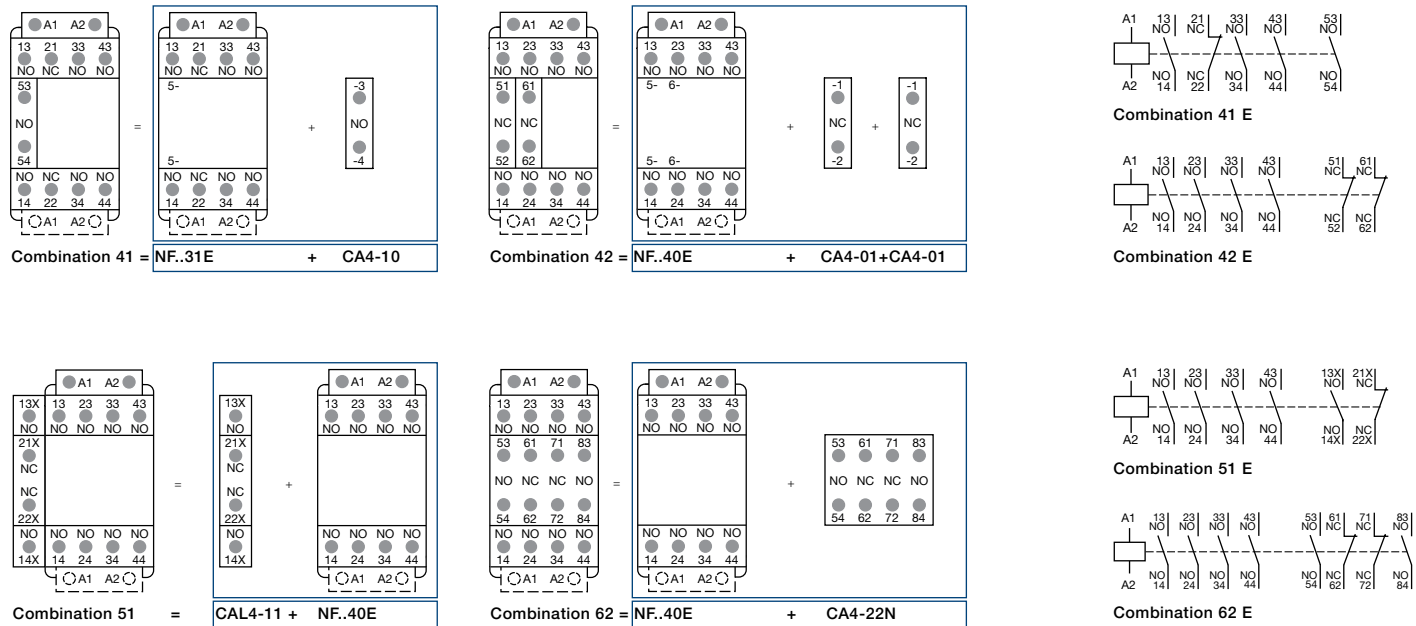 A1 A2
13 21 33 43
NO NC NO NO
53
NO
54
NO NC NO NO
14 22 34 44
A1 A2
=
A1 A2
13 21 33 43
NO NC NO NO
5-
5-
NO NC NO NO
14 22 34 44
A1 A2
+
-3
NO
-4
Combination 41 = NF..31E + CA4-10
A1 A2
13 23 33 43
NO NO NO NO
51 61
NC NC
52 62
NO NO NO NO
14 24 34 44
A1 A2
=
A1 A2
13 23 33 43
NO NO NO NO
5- 6-
5- 6-
NO NO NO NO
14 24 34 44
A1 A2
+
-1
NC
-2
+
-1
NC
-2
Combination 42 = NF..40E + CA4-01+CA4-01
A1 13 21 33 43 53
NO NC NO NO NO
NO NC NO NO NO
A2 14 22 34 44 54
Combination 41 E
A1 13 23 33 43 51 61
NO NO NO NO NC NC
NO NO NO NO NC NC
A2 14 24 34 44 52 62
Combination 42 E
A1 A2
13X 13 23 33 43
NO NO NO NO NO
21X
NC
NC
22X
NO NO NO NO NO
14X 14 24 34 44
A1 A2
=
13X
NO
21X
NC
NC
22X
NO
14X
+
A1 A2
13 23 33 43
NO NO NO NO
NO NO NO NO
14 24 34 44
A1 A2
Combination 51 = CAL4-11 + NF..40E
A1 A2
13 23 33 43
NO NO NO NO
53 61 71 83
NO NC NC NO
54 62 72 84
NO NO NO NO
14 24 34 44
A1 A2
=
A1 A2
13 23 33 43
NO NO NO NO
NO NO NO NO
14 24 34 44
A1 A2
+
53 61 71 83
NO NC NC NO
54 62 72 84
Combination 62 = NF..40E + CA4-22N
A1 13 23 33 43 13X 21X
NO NO NO NO NO NC
NO NO NO NO NO NC
A2 14 24 34 44 14X 22X
Combination 51 E
A1 13 23 33 43 53 61 71 83
NO NO NO NO NO NC NC NO
NO NO NO NO NO NC NC NO
A2 14 24 34 44 54 62 72 84
Combination 62 E